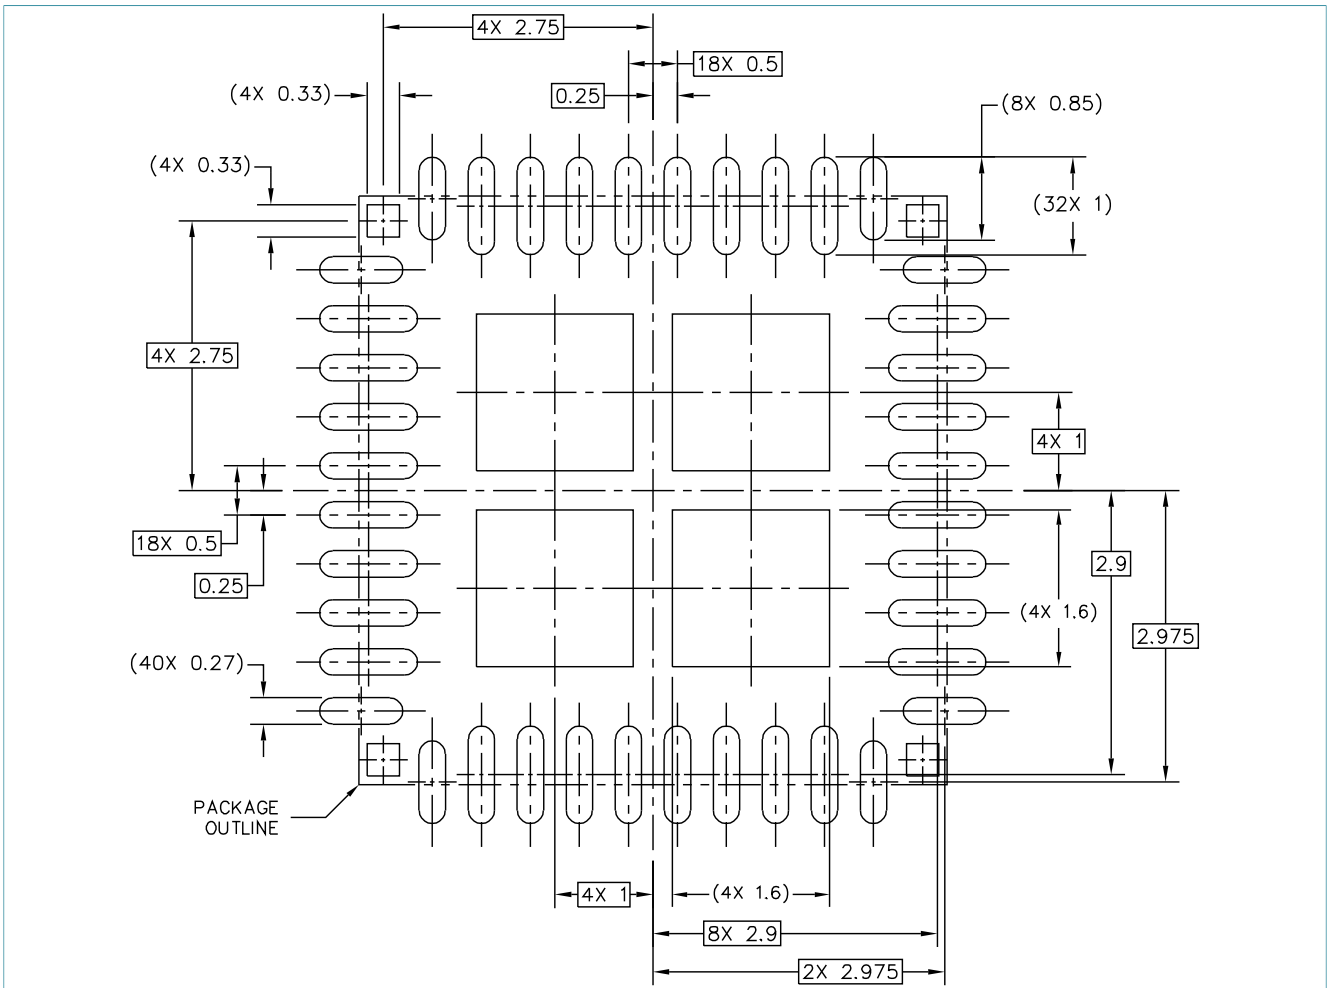 4X 2.75
18X 0.5
(4X 0.33)
0.25
(8X 0.85)
(4X 0.33)
(32X 1)
4X 2.75
4X 1
18X 0.5
2.9
0.25
(4X 1.6)
2.975
(40X 0.27)
PACKAGE
OUTLINE
4X 1
(4X 1.6)
8X 2.9
2X 2.975